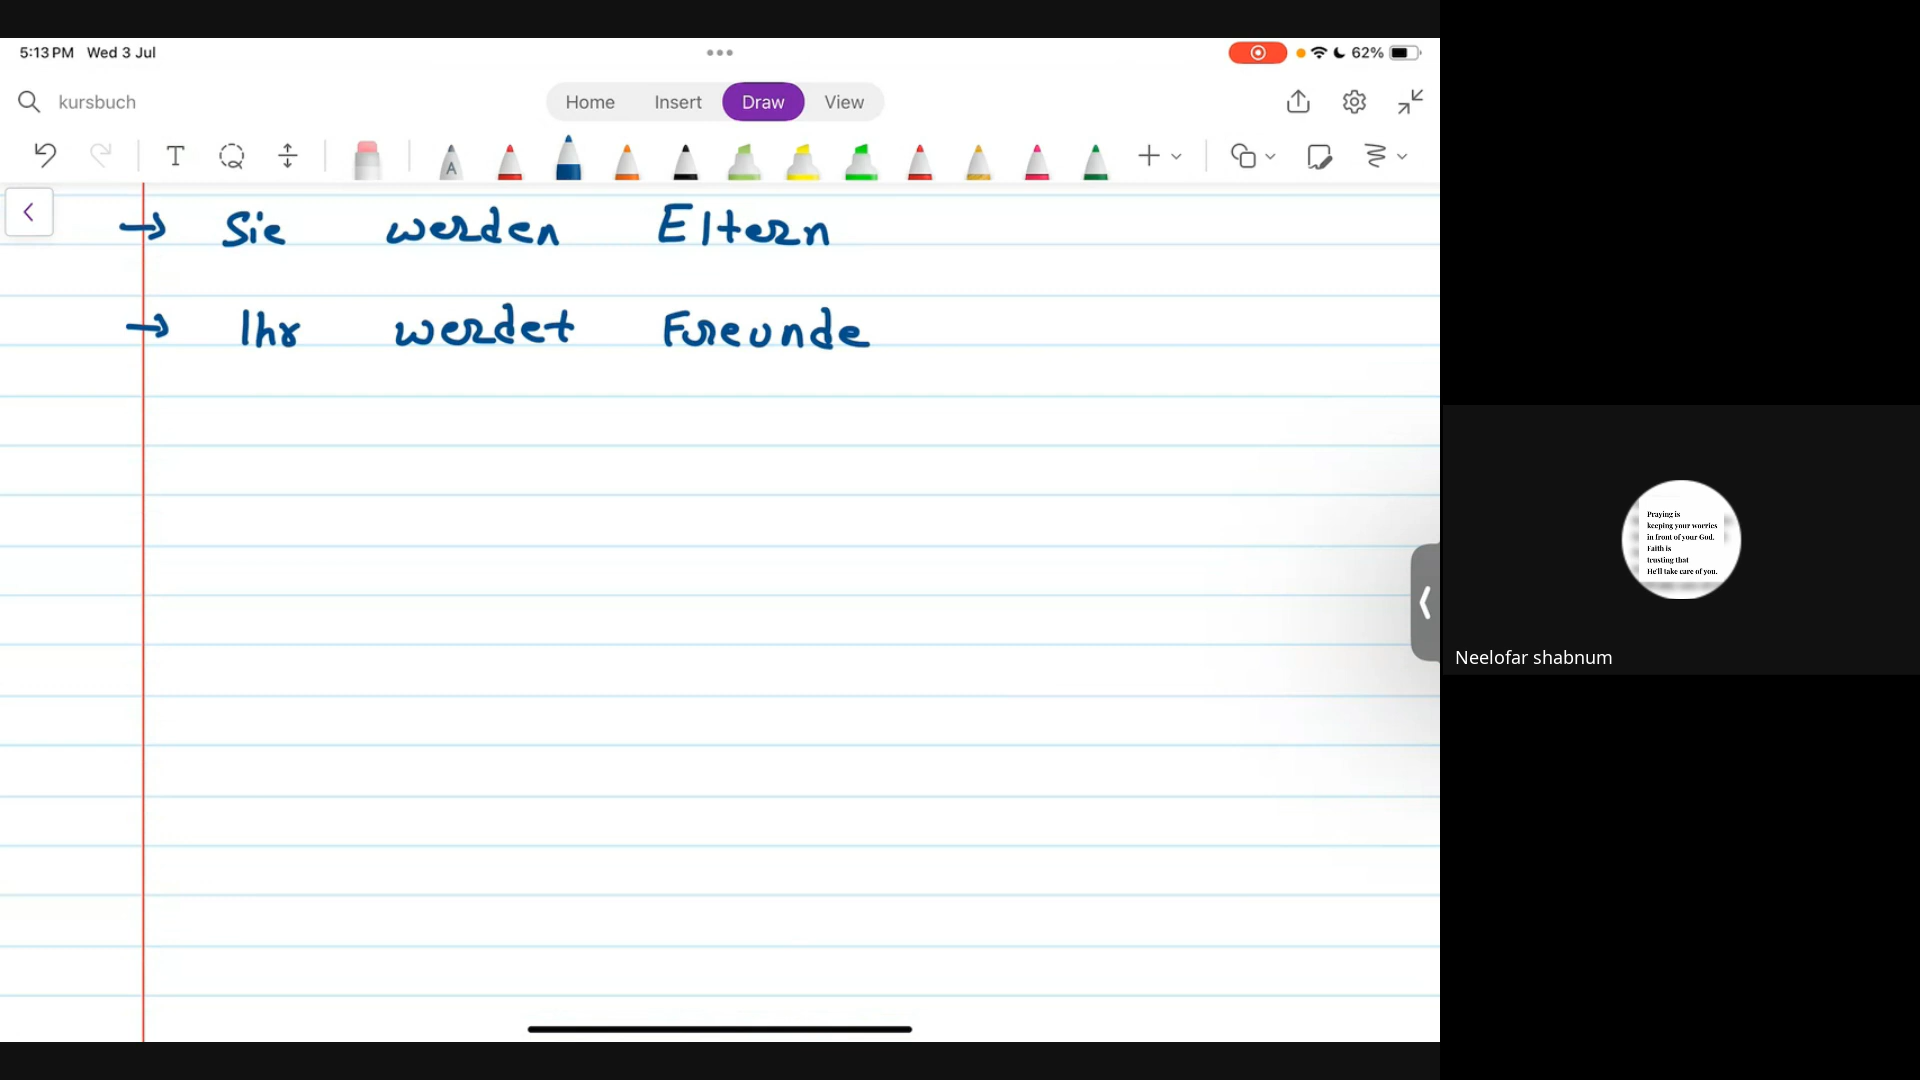 5:13 PM Wed 3 Jul
62%
kursbuch
Home Insert Draw View
T
A
→ Sie werden Eltern
→ Ihr werdet Freunde
Praying is
keeping your worries
in front of your God.
Faith is
trusting that
He'll take care of you.
Neelofar shabnum